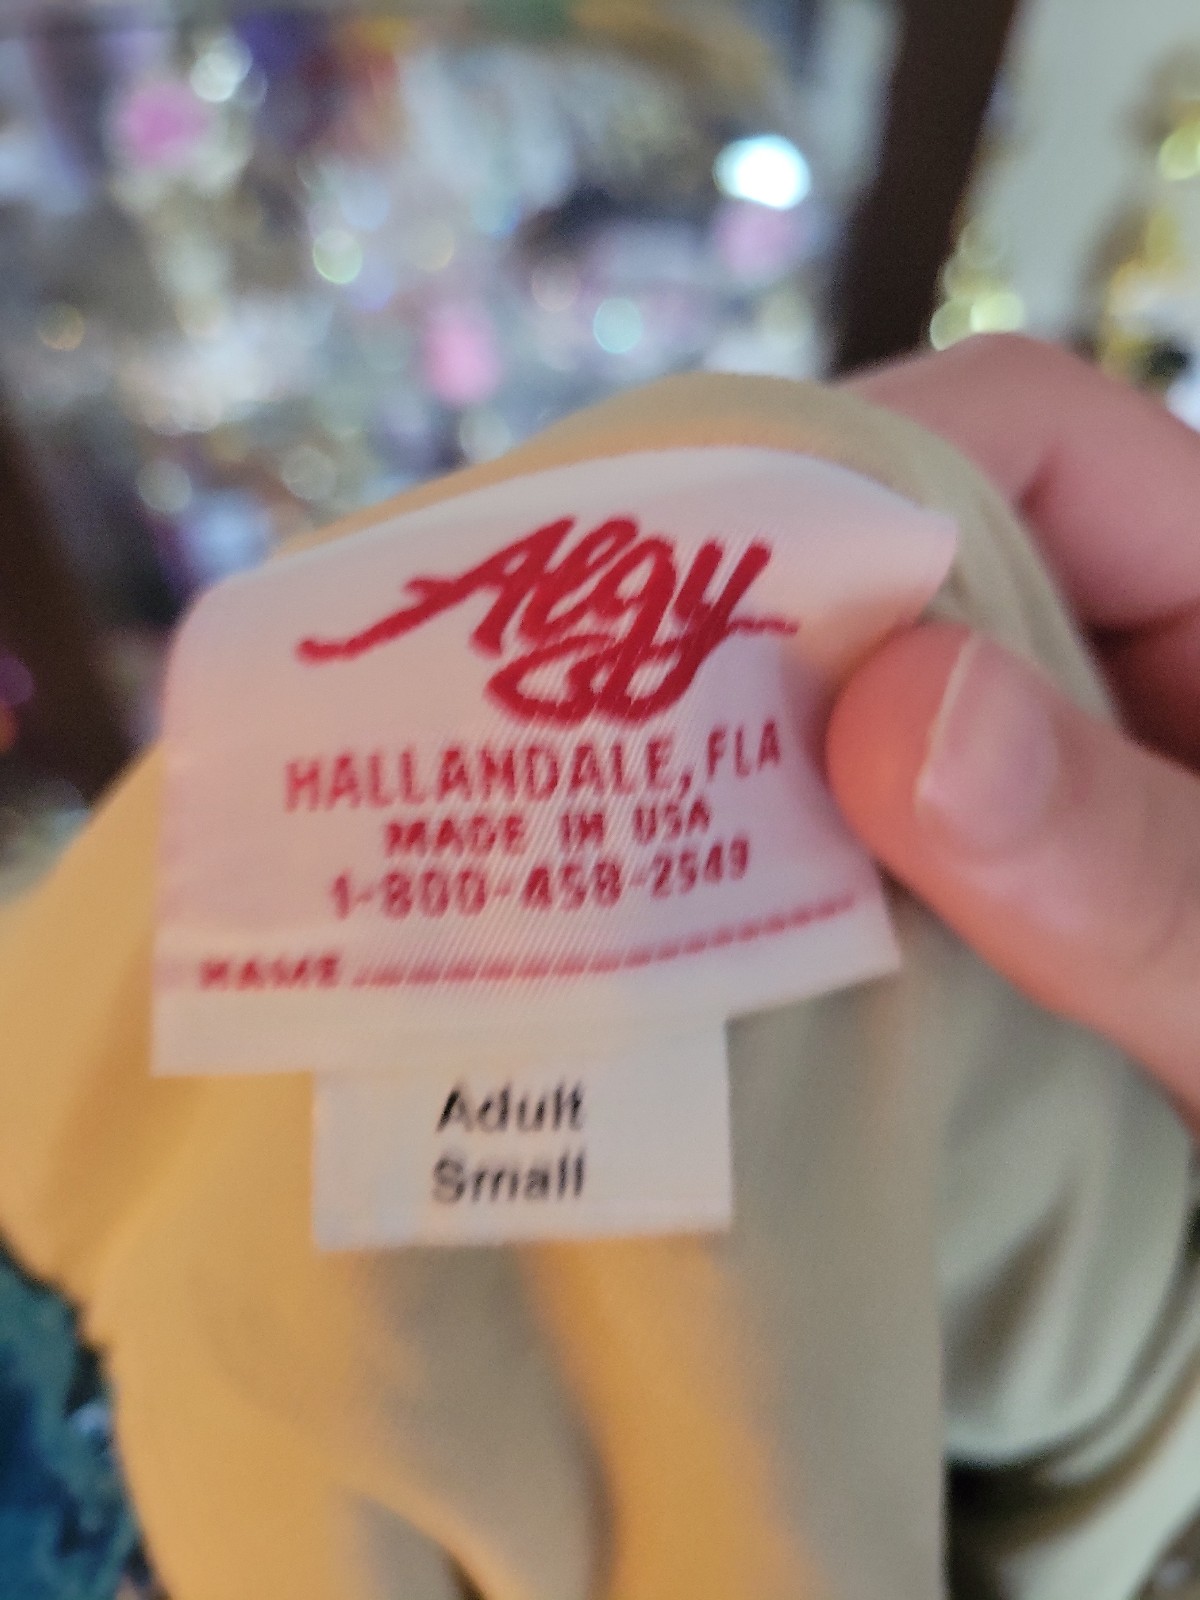 Algy
HALLANDALE, FLA
MADE IN USA
1-800-458-2549
NAME
Adult
Small